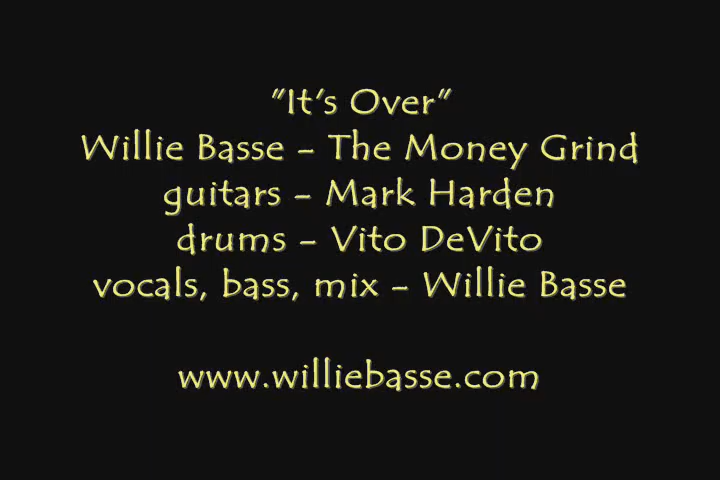 "It's Over"
Willie Basse - The Money Grind
guitars - Mark Harden
drums - Vito DeVito
vocals, bass, mix - Willie Basse
www.williebasse.com